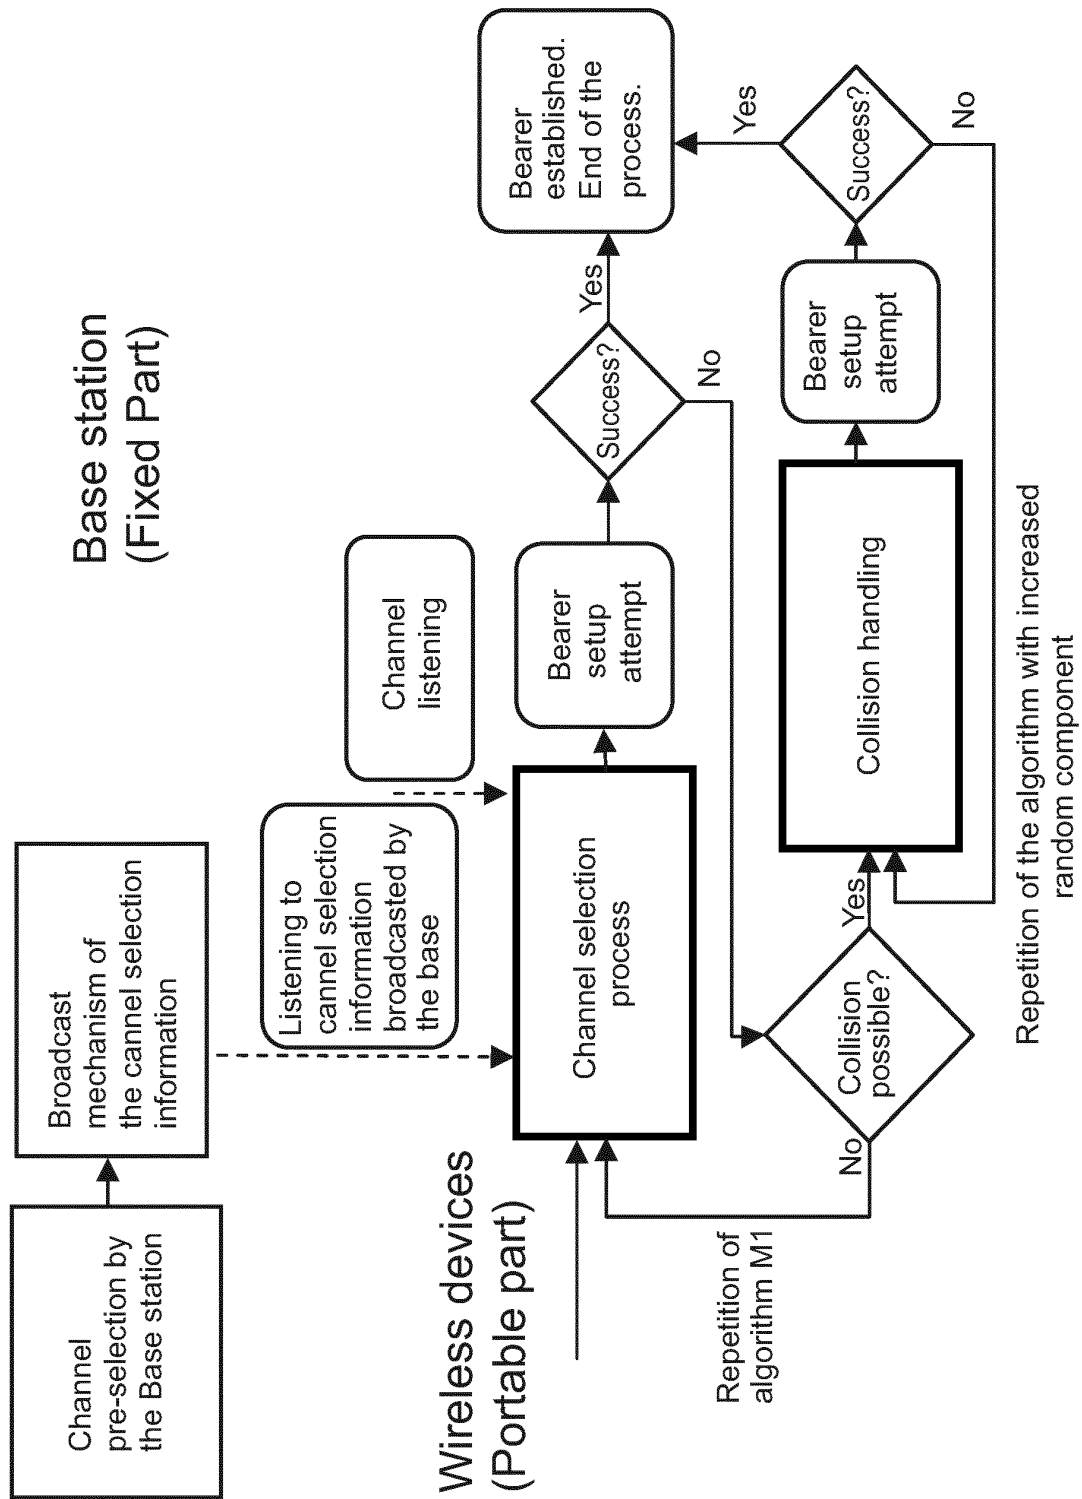 Base station
(Fixed Part)
Channel
pre-selection by
the Base station
Broadcast
mechanism of
the cannel selection
information
Wireless devices
(Portable part)
Listening to
cannel selection
information
broadcasted by
the base
Channel
listening
Channel selection
process
Bearer
setup
attempt
Success?
Yes
No
Bearer
established.
End of the
process.
Repetition of
algorithm M1
No
Collision
possible?
Yes
Collision handling
Bearer
setup
attempt
Success?
Yes
No
Repetition of the algorithm with increased
random component